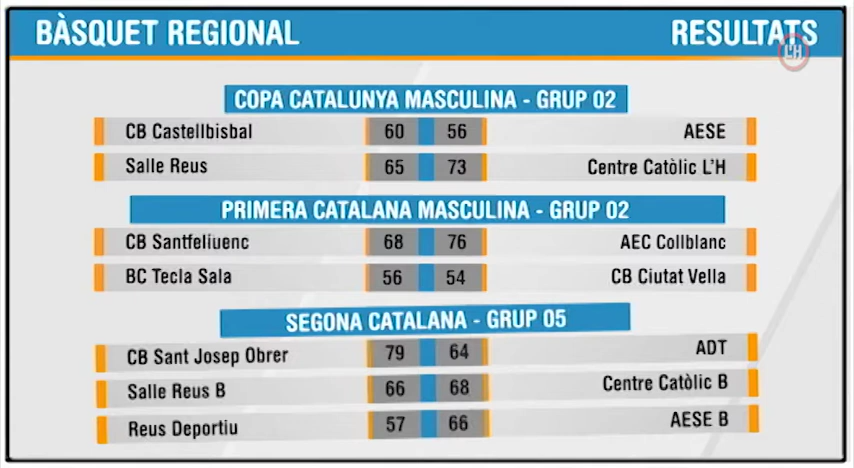 BÀSQUET REGIONAL RESULTATS
L'H
COPA CATALUNYA MASCULINA - GRUP 02
CB Castellbisbal 60 56 AESE
Salle Reus 65 73 Centre Catòlic L'H
PRIMERA CATALANA MASCULINA - GRUP 02
CB Santfeliuenc 68 76 AEC Collblanc
BC Tecla Sala 56 54 CB Ciutat Vella
SEGONA CATALANA - GRUP 05
CB Sant Josep Obrer 79 64 ADT
Salle Reus B 66 68 Centre Catòlic B
Reus Deportiu 57 66 AESE B